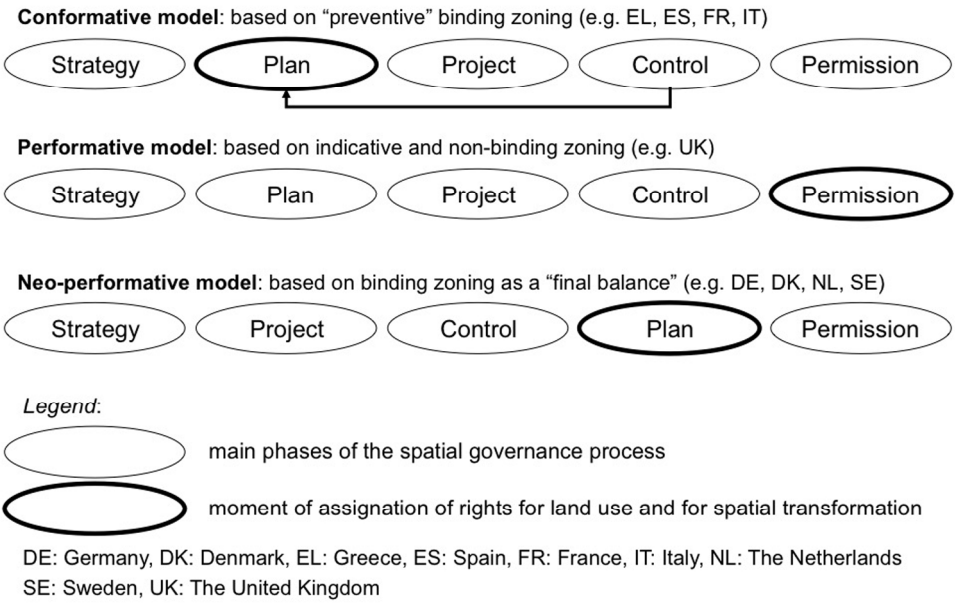 Conformative model: based on “preventive” binding zoning (e.g. EL, ES, FR, IT)
Strategy Plan Project Control Permission
Performative model: based on indicative and non-binding zoning (e.g. UK)
Strategy Plan Project Control Permission
Neo-performative model: based on binding zoning as a “final balance” (e.g. DE, DK, NL, SE)
Strategy Project Control Plan Permission
Legend:
main phases of the spatial governance process
moment of assignation of rights for land use and for spatial transformation
DE: Germany, DK: Denmark, EL: Greece, ES: Spain, FR: France, IT: Italy, NL: The Netherlands
SE: Sweden, UK: The United Kingdom